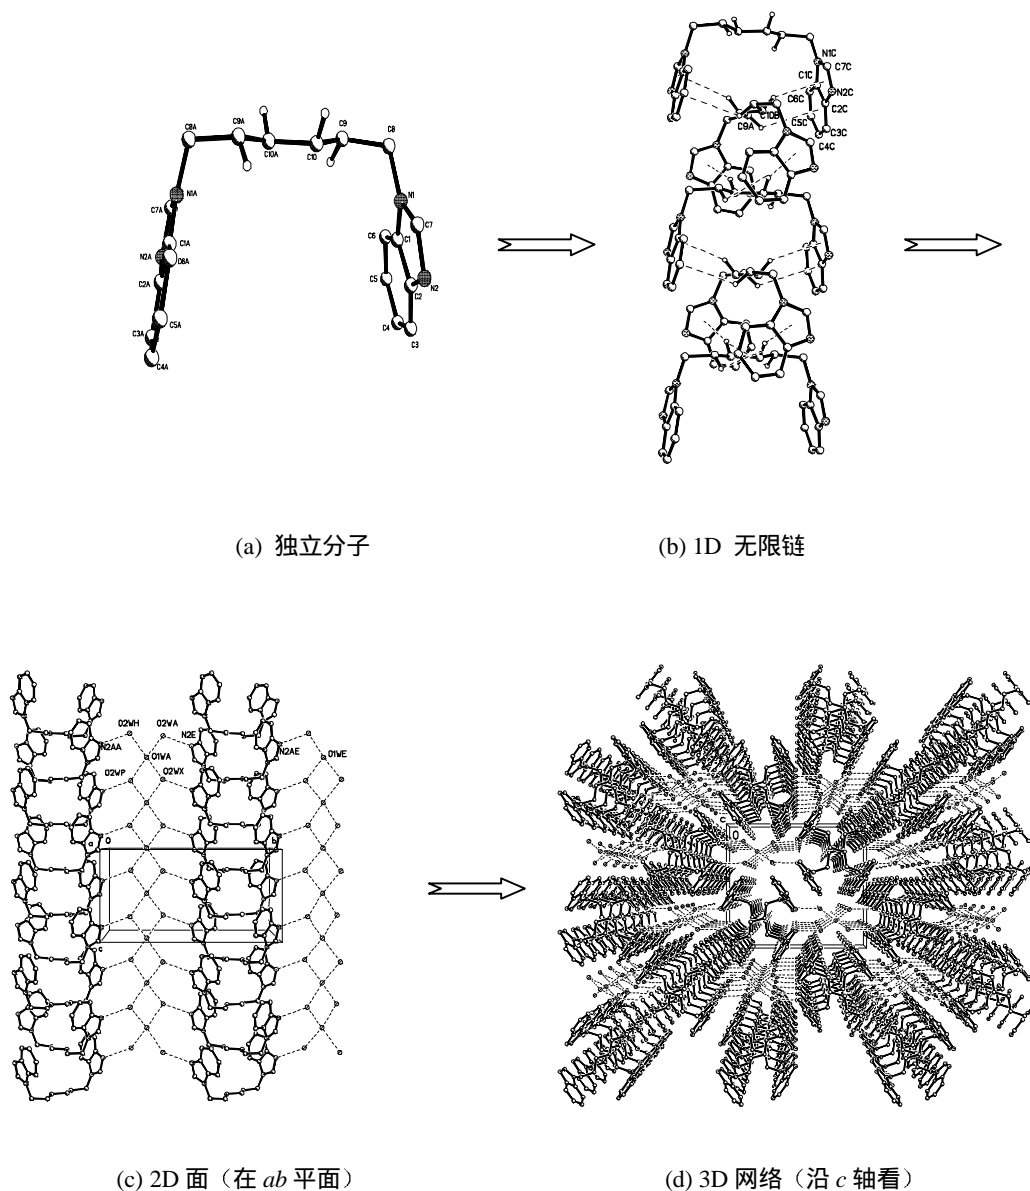 C8A
C9A
C10A
C10
C9
C8
N1A
N1
C7A
C7
C6
C1
C1A
N2A
C2A
N2
C5
C2
C5A
C4
C3
C3A
C4A
N1C
C7C
C1C
C6C
N2C
C2C
C10B
C9A
C5C
C3C
C4C
(a) 独立分子
(b) 1D 无限链
O2WH
O2WA
N2E
N2AA
O1WA
N2AE
O1WE
O2WP
O2WX
a
O
b
c
O
(c) 2D 面（在 ab 平面）
(d) 3D 网络（沿 c 轴看）